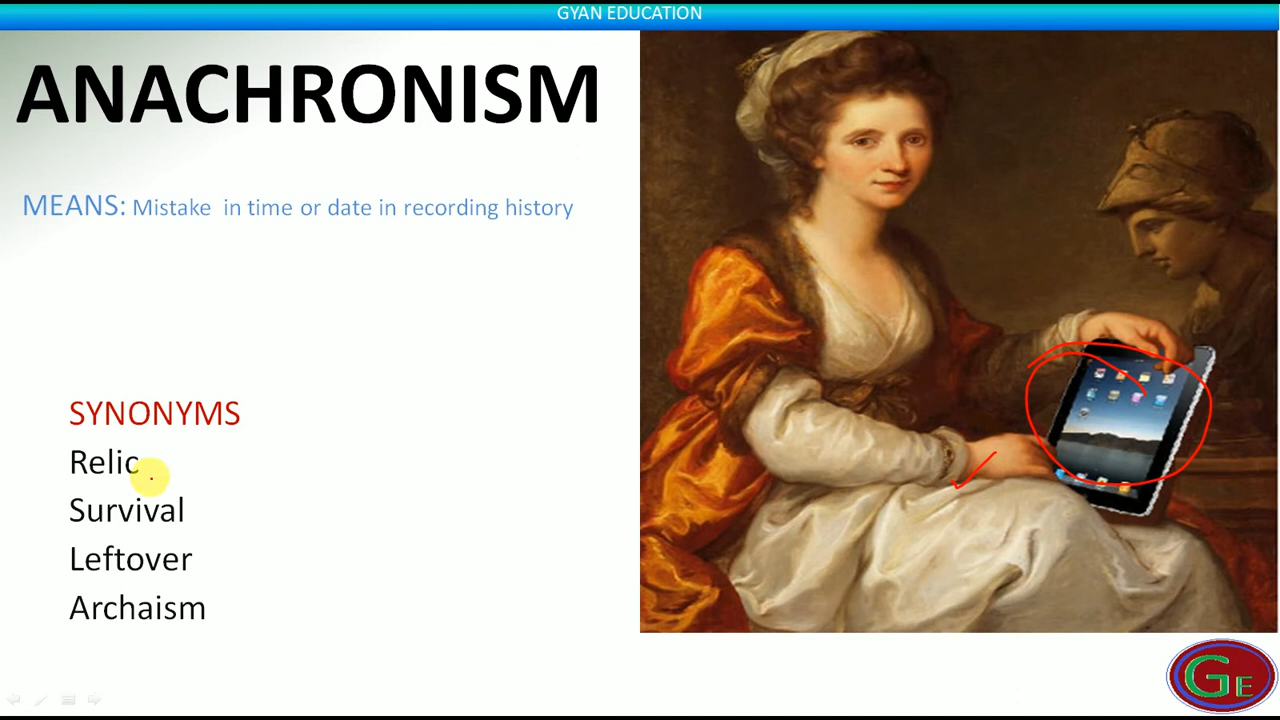 GYAN EDUCATION
ANACHRONISM
MEANS: Mistake in time or date in recording history
SYNONYMS
Relic
Survival
Leftover
Archaism
GE